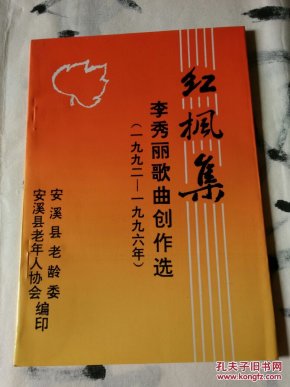 红枫集
李秀丽歌曲创作选
（一九九二—一九九六年）
安溪县老龄委
安溪县老年人协会 编印
孔夫子旧书网